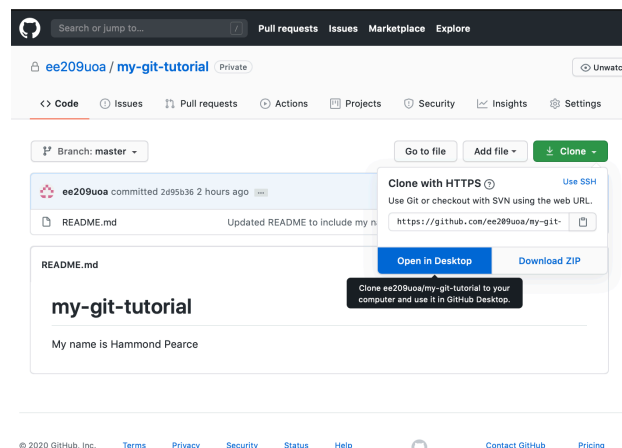 Search or jump to... / Pull requests Issues Marketplace Explore
ee209uoa / my-git-tutorial Private Unwatc
<> Code Issues Pull requests Actions Projects Security Insights Settings
Branch: master Go to file Add file Clone
ee209uoa committed 2d95b36 2 hours ago ...
README.md Updated README to include my n
Clone with HTTPS ? Use SSH
Use Git or checkout with SVN using the web URL.
https://github.com/ee209uoa/my-git-
Open in Desktop Download ZIP
Clone ee209uoa/my-git-tutorial to your
computer and use it in GitHub Desktop.
README.md
my-git-tutorial
My name is Hammond Pearce
© 2020 GitHub, Inc. Terms Privacy Security Status Help Contact GitHub Pricing